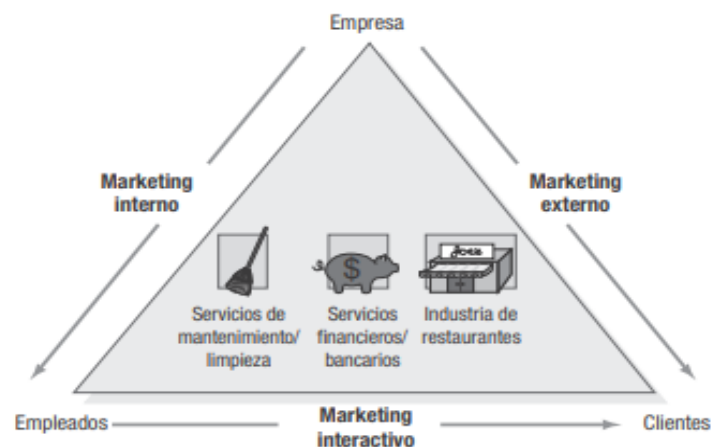 Empresa
Marketing
interno
Marketing
externo
Joe's
$
Servicios de
mantenimiento/
limpieza
Servicios
financieros/
bancarios
Industria de
restaurantes
Empleados
Marketing
interactivo
Clientes